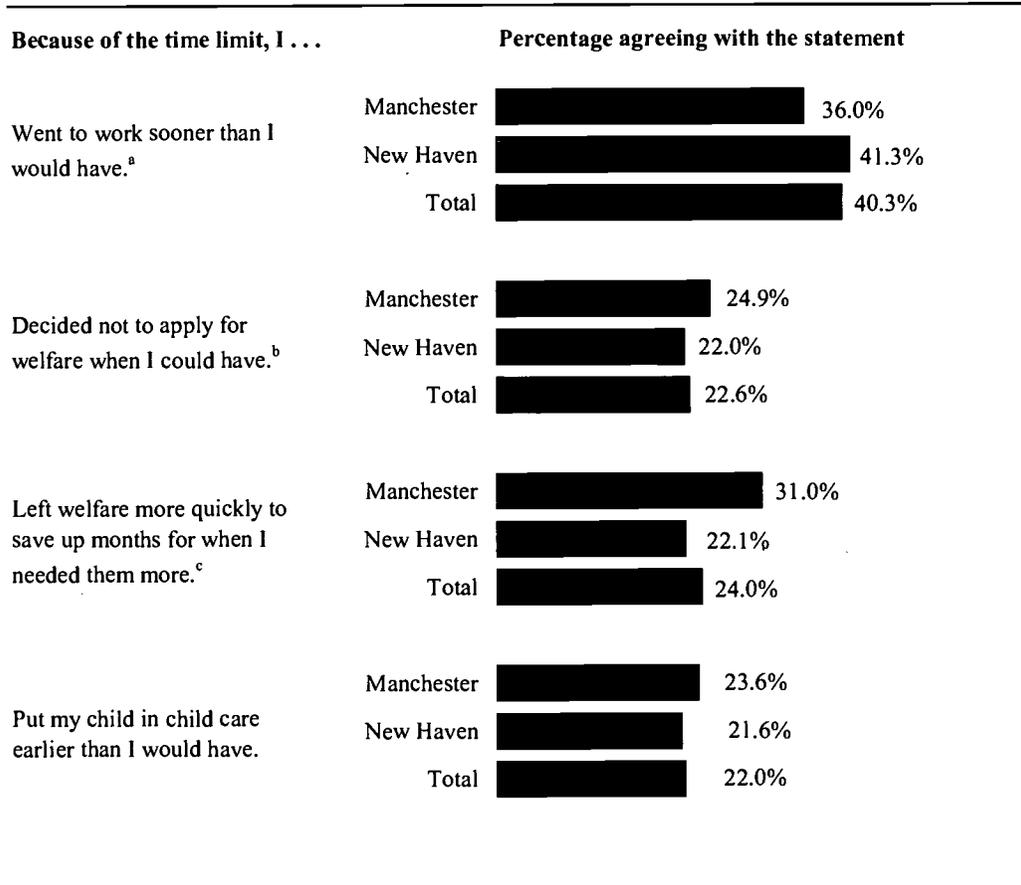 Because of the time limit, I . . .
Percentage agreeing with the statement
Went to work sooner than I
would have.ᵃ
Manchester 36.0%
New Haven 41.3%
Total 40.3%
Decided not to apply for
welfare when I could have.ᵇ
Manchester 24.9%
New Haven 22.0%
Total 22.6%
Left welfare more quickly to
save up months for when I
needed them more.ᶜ
Manchester 31.0%
New Haven 22.1%
Total 24.0%
Put my child in child care
earlier than I would have.
Manchester 23.6%
New Haven 21.6%
Total 22.0%